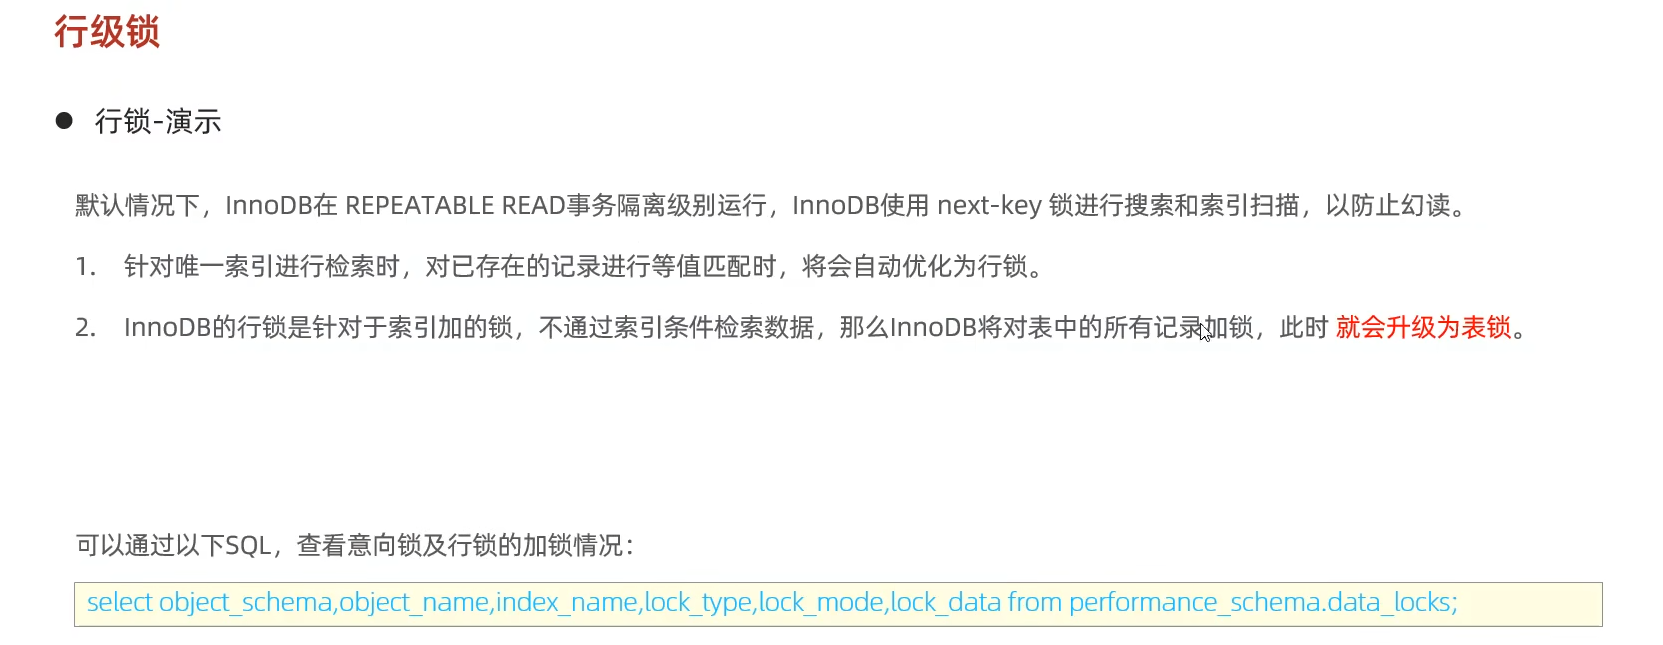 行级锁
● 行锁-演示
默认情况下，InnoDB在 REPEATABLE READ事务隔离级别运行，InnoDB使用 next-key 锁进行搜索和索引扫描，以防止幻读。
1. 针对唯一索引进行检索时，对已存在的记录进行等值匹配时，将会自动优化为行锁。
2. InnoDB的行锁是针对于索引加的锁，不通过索引条件检索数据，那么InnoDB将对表中的所有记录加锁，此时 就会升级为表锁。
可以通过以下SQL，查看意向锁及行锁的加锁情况：
select object_schema,object_name,index_name,lock_type,lock_mode,lock_data from performance_schema.data_locks;